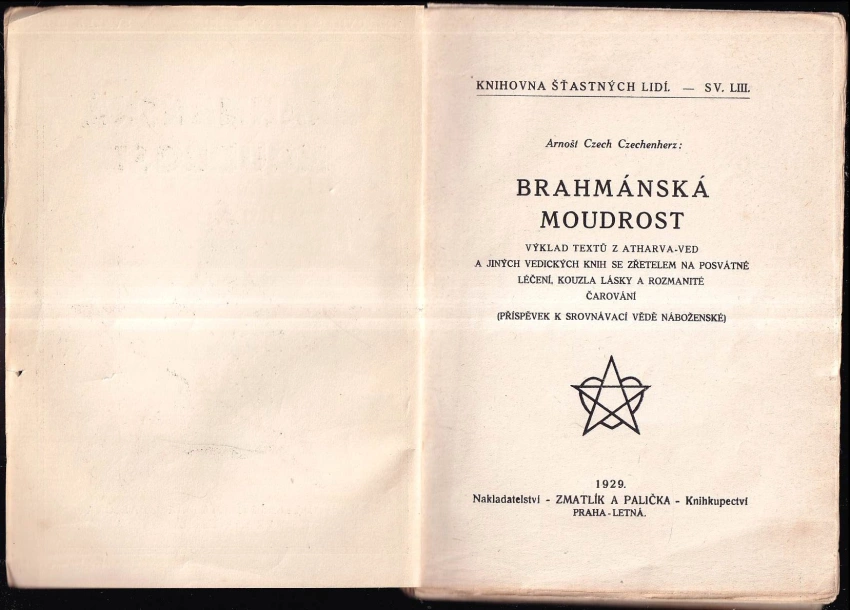 KNIHOVNA ŠŤASTNÝCH LIDÍ. — SV. LIII.
Arnošt Czech Czechenherz:
BRAHMÁNSKÁ
MOUDROST
VÝKLAD TEXTŮ Z ATHARVA-VED
A JINÝCH VEDICKÝCH KNIH SE ZŘETELEM NA POSVÁTNÉ
LÉČENÍ, KOUZLA LÁSKY A ROZMANITÉ
ČAROVÁNÍ
(PŘÍSPĚVEK K SROVNÁVACÍ VĚDĚ NÁBOŽENSKÉ)
1929.
Nakladatelství - ZMATLÍK A PALIČKA - Knihkupectví
PRAHA-LETNÁ.